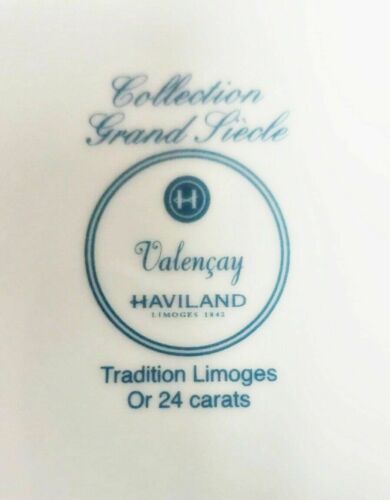 Collection
Grand Siècle
H
Valençay
HAVILAND
LIMOGES 1842
Tradition Limoges
Or 24 carats